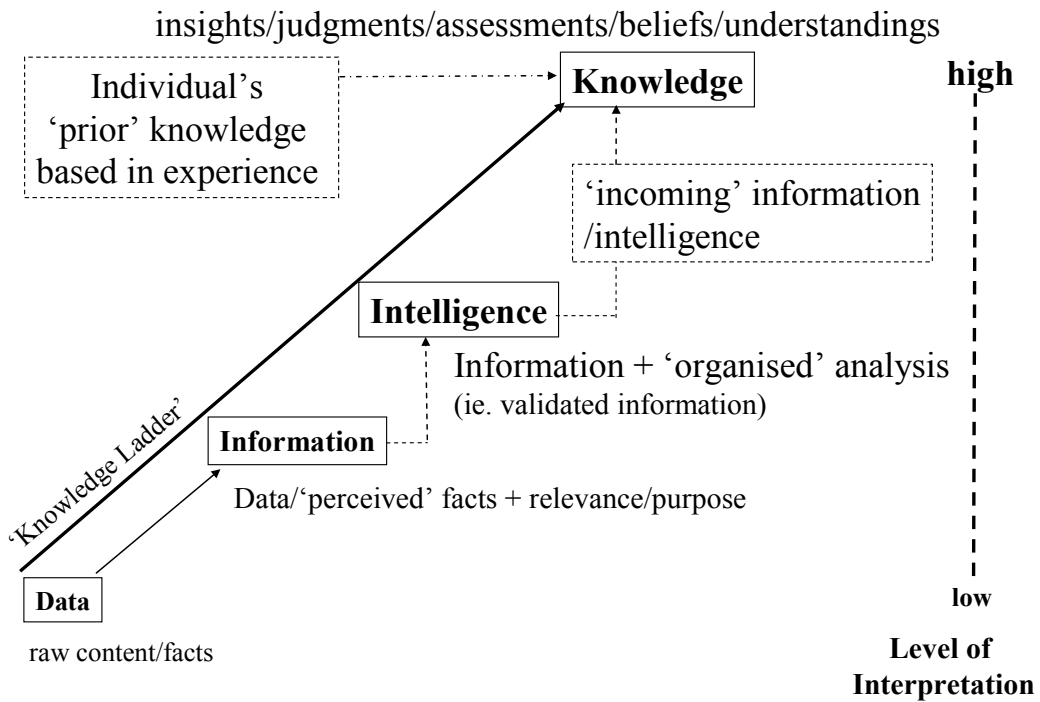 insights/judgments/assessments/beliefs/understandings
Individual’s
‘prior’ knowledge
based in experience
Knowledge
high
‘incoming’ information
/intelligence
Intelligence
Information + ‘organised’ analysis
(ie. validated information)
‘Knowledge Ladder’
Information
Data/‘perceived’ facts + relevance/purpose
Data
raw content/facts
low
Level of
Interpretation